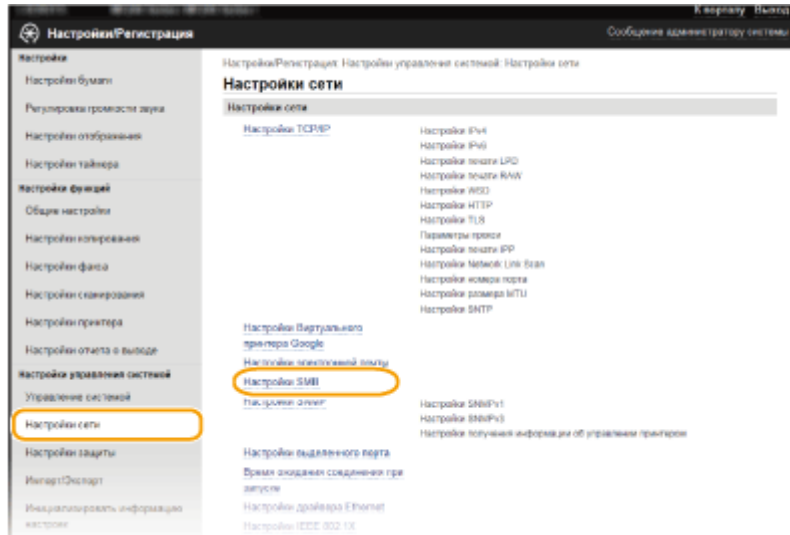 К порталу Выход
Настройки/Регистрация
Сообщение администратору системы
Настройки
Настройки бумаги
Регулировка громкости звука
Настройки отображения
Настройки таймера
Настройки функций
Общие настройки
Настройки копирования
Настройки факса
Настройки сканирования
Настройки принтера
Настройки отчета о выводе
Настройки управления системой
Управление системой
Настройки сети
Настройки защиты
Импорт/Экспорт
Инициализировать информацию
настроек
Настройки/Регистрация: Настройки управления системой: Настройки сети
Настройки сети
Настройки сети
Настройки TCP/IP
Настройки IPv4
Настройки IPv6
Настройки печати LPD
Настройки печати RAW
Настройки WSD
Настройки HTTP
Настройки TLS
Параметры прокси
Настройки печати IPP
Настройки Network Link Scan
Настройки номера порта
Настройки размера MTU
Настройки SNTP
Настройки Виртуального
принтера Google
Настройки электронной почты
Настройки SMB
Настройки SNMP
Настройки SNMPv1
Настройки SNMPv3
Настройки получения информации об управлении принтером
Настройки выделенного порта
Время ожидания соединения при
запуске
Настройки драйвера Ethernet
Настройки IEEE 802.1X